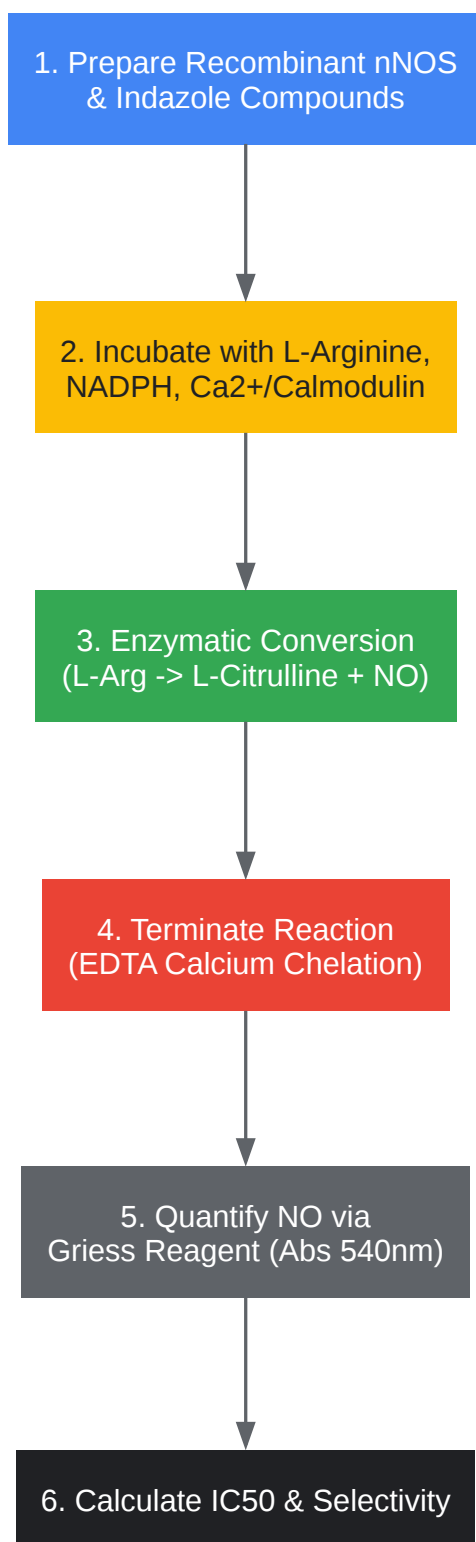 1. Prepare Recombinant nNOS
& Indazole Compounds
2. Incubate with L-Arginine,
NADPH, Ca2+/Calmodulin
3. Enzymatic Conversion
(L-Arg -> L-Citrulline + NO)
4. Terminate Reaction
(EDTA Calcium Chelation)
5. Quantify NO via
Griess Reagent (Abs 540nm)
6. Calculate IC50 & Selectivity